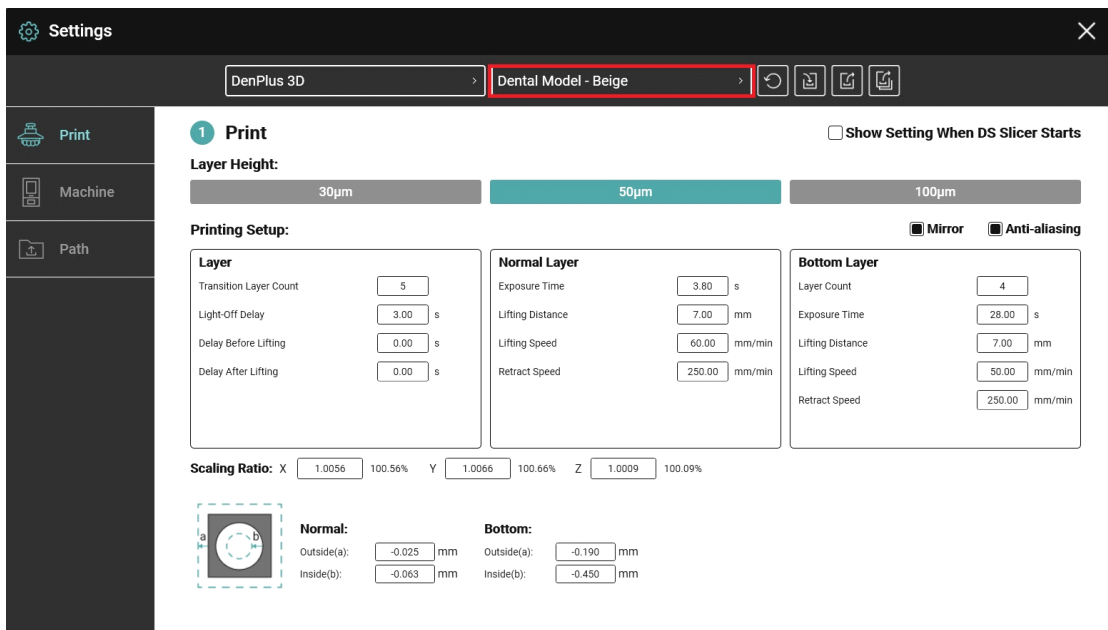 Settings
DenPlus 3D > Dental Model - Beige >
Print
Machine
Path
1 Print
Show Setting When DS Slicer Starts
Layer Height:
30μm 50μm 100μm
Printing Setup:
Mirror Anti-aliasing
Layer
Transition Layer Count 5
Light-Off Delay 3.00 s
Delay Before Lifting 0.00 s
Delay After Lifting 0.00 s
Normal Layer
Exposure Time 3.80 s
Lifting Distance 7.00 mm
Lifting Speed 60.00 mm/min
Retract Speed 250.00 mm/min
Bottom Layer
Layer Count 4
Exposure Time 28.00 s
Lifting Distance 7.00 mm
Lifting Speed 50.00 mm/min
Retract Speed 250.00 mm/min
Scaling Ratio: X 1.0056 100.56% Y 1.0066 100.66% Z 1.0009 100.09%
a b
Normal:
Outside(a): -0.025 mm
Inside(b): -0.063 mm
Bottom:
Outside(a): -0.190 mm
Inside(b): -0.450 mm